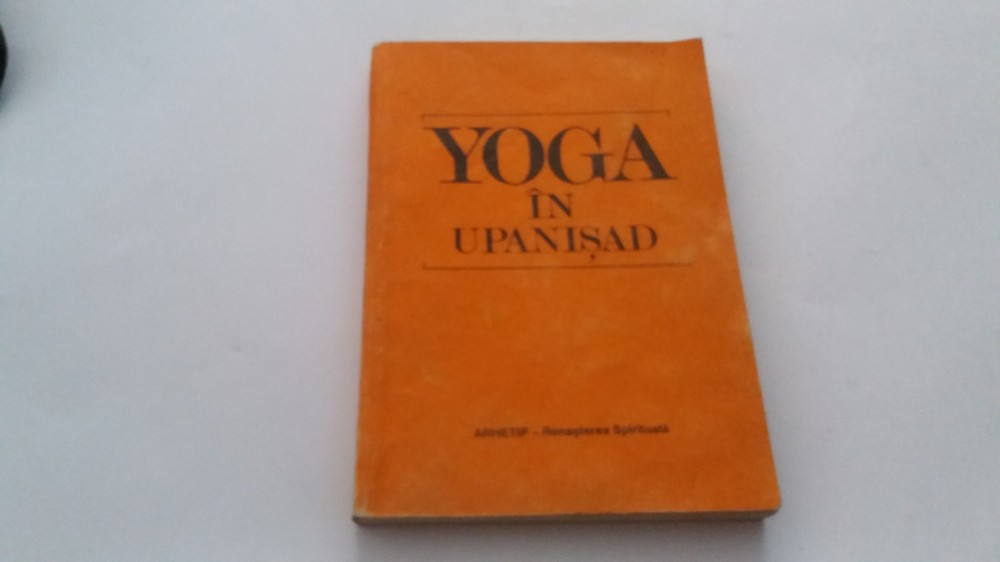 YOGA
ÎN
UPANIȘAD
ARHETIP - Renașterea Spirituală